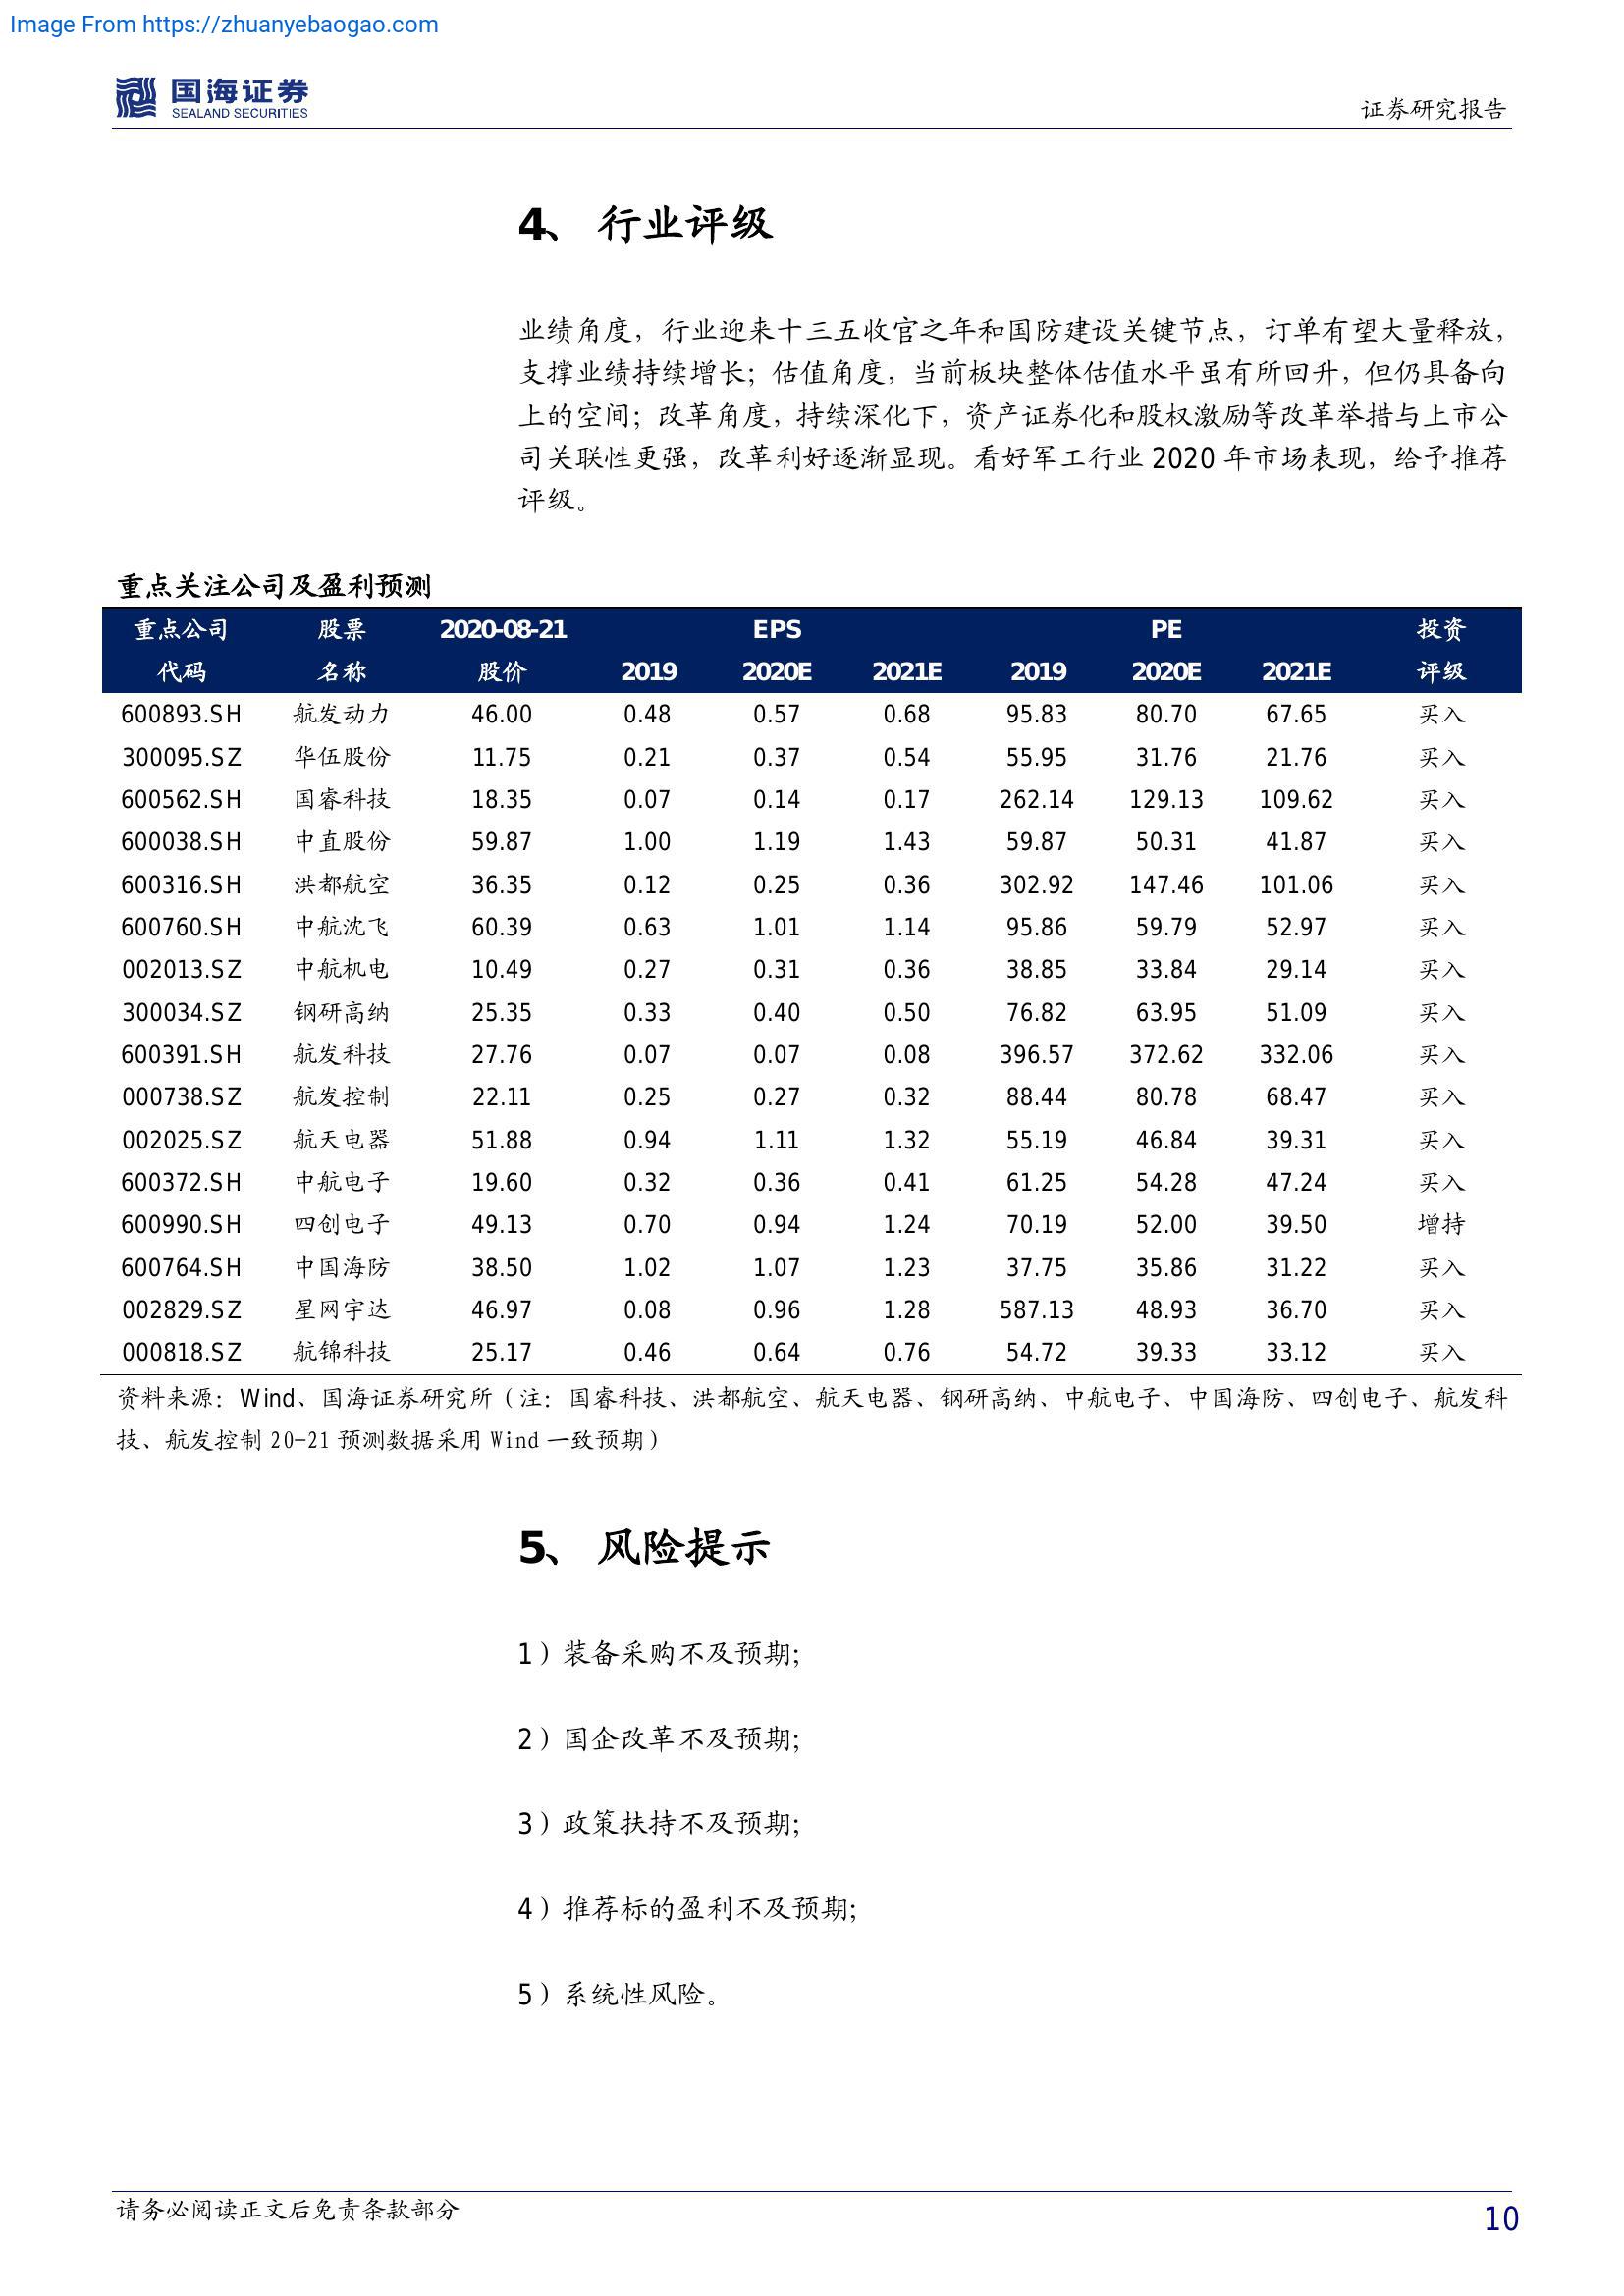 Image From https://zhuanyebaogao.com
国海证券
SEALAND SECURITIES
证券研究报告
4、 行业评级
业绩角度，行业迎来十三五收官之年和国防建设关键节点，订单有望大量释放，
支撑业绩持续增长；估值角度，当前板块整体估值水平虽有所回升，但仍具备向
上的空间；改革角度，持续深化下，资产证券化和股权激励等改革举措与上市公
司关联性更强，改革利好逐渐显现。看好军工行业 2020 年市场表现，给予推荐
评级。
重点关注公司及盈利预测
重点公司 股票 2020-08-21 EPS PE 投资
代码 名称 股价 2019 2020E 2021E 2019 2020E 2021E 评级
600893.SH 航发动力 46.00 0.48 0.57 0.68 95.83 80.70 67.65 买入
300095.SZ 华伍股份 11.75 0.21 0.37 0.54 55.95 31.76 21.76 买入
600562.SH 国睿科技 18.35 0.07 0.14 0.17 262.14 129.13 109.62 买入
600038.SH 中直股份 59.87 1.00 1.19 1.43 59.87 50.31 41.87 买入
600316.SH 洪都航空 36.35 0.12 0.25 0.36 302.92 147.46 101.06 买入
600760.SH 中航沈飞 60.39 0.63 1.01 1.14 95.86 59.79 52.97 买入
002013.SZ 中航机电 10.49 0.27 0.31 0.36 38.85 33.84 29.14 买入
300034.SZ 钢研高纳 25.35 0.33 0.40 0.50 76.82 63.95 51.09 买入
600391.SH 航发科技 27.76 0.07 0.07 0.08 396.57 372.62 332.06 买入
000738.SZ 航发控制 22.11 0.25 0.27 0.32 88.44 80.78 68.47 买入
002025.SZ 航天电器 51.88 0.94 1.11 1.32 55.19 46.84 39.31 买入
600372.SH 中航电子 19.60 0.32 0.36 0.41 61.25 54.28 47.24 买入
600990.SH 四创电子 49.13 0.70 0.94 1.24 70.19 52.00 39.50 增持
600764.SH 中国海防 38.50 1.02 1.07 1.23 37.75 35.86 31.22 买入
002829.SZ 星网宇达 46.97 0.08 0.96 1.28 587.13 48.93 36.70 买入
000818.SZ 航锦科技 25.17 0.46 0.64 0.76 54.72 39.33 33.12 买入
资料来源：Wind、国海证券研究所（注：国睿科技、洪都航空、航天电器、钢研高纳、中航电子、中国海防、四创电子、航发科
技、航发控制 20-21 预测数据采用 Wind 一致预期）
5、 风险提示
1）装备采购不及预期；
2）国企改革不及预期；
3）政策扶持不及预期；
4）推荐标的盈利不及预期；
5）系统性风险。
请务必阅读正文后免责条款部分
10